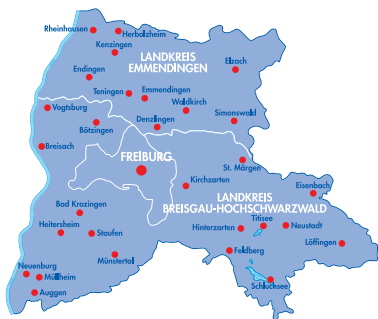 Rheinhausen
Herbolzheim
Kenzingen
LANDKREIS
EMMENDINGEN
Elzach
Endingen
Teningen
Emmendingen
Waldkirch
Vogtsburg
Simonswald
Bötzingen
Denzlingen
Breisach
FREIBURG
St. Märgen
Kirchzarten
Eisenbach
LANDKREIS
BREISGAU-HOCHSCHWARZWALD
Bad Krozingen
Titisee
Neustadt
Heitersheim
Staufen
Hinterzarten
Löffingen
Münstertal
Feldberg
Neuenburg
Müllheim
Schluchsee
Auggen